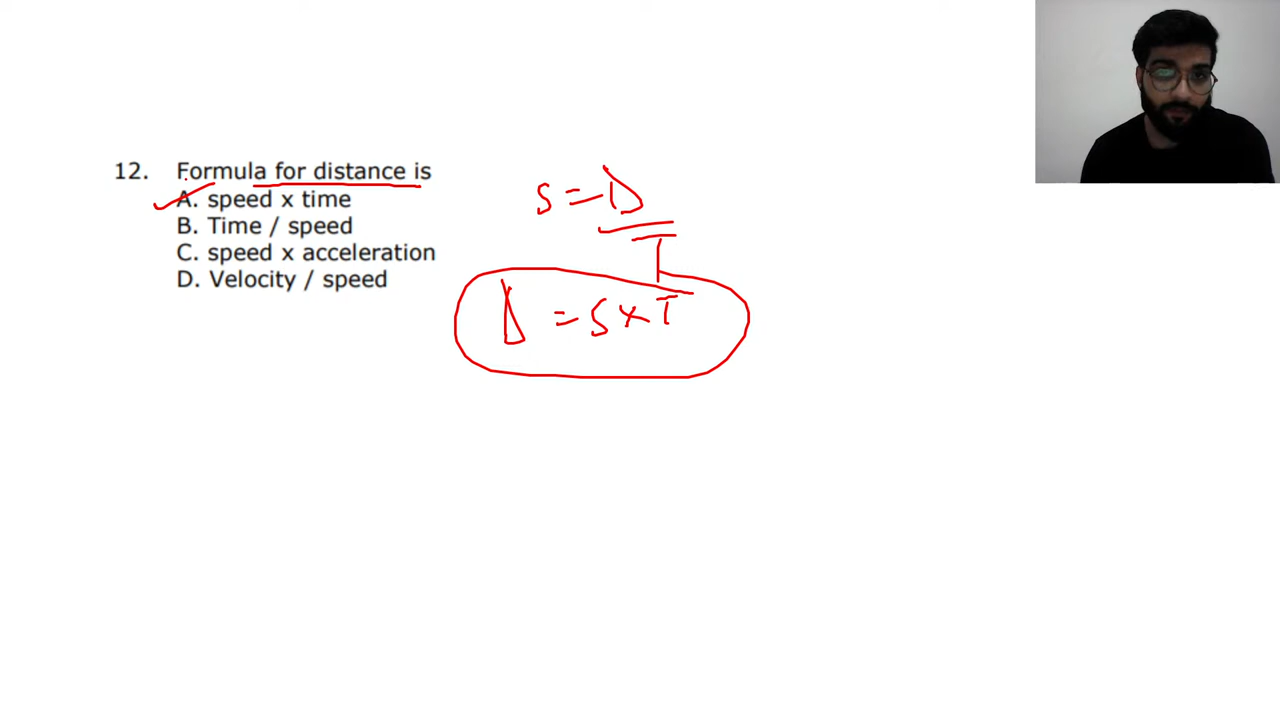 12. Formula for distance is
A. speed x time
B. Time / speed
C. speed x acceleration
D. Velocity / speed
S = D
T
D = S x T